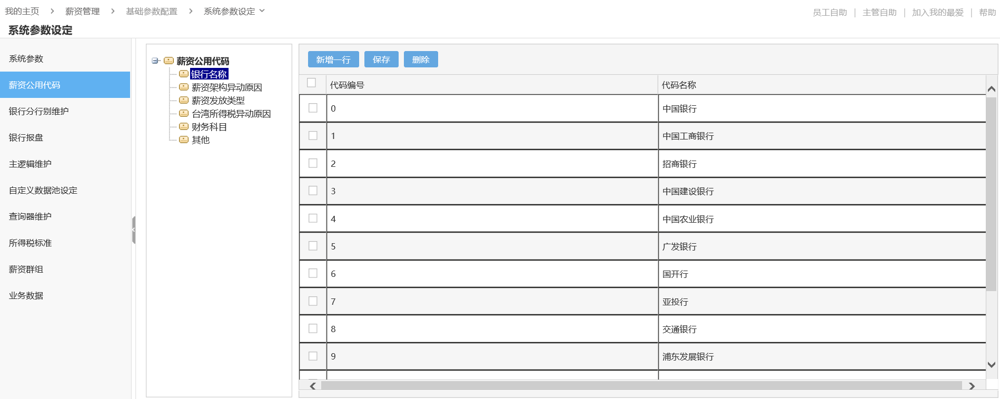 我的主页 > 薪资管理 > 基础参数配置 > 系统参数设定
员工自助 | 主管自助 | 加入我的最爱 | 帮助
系统参数设定
系统参数
薪资公用代码
银行分行别维护
银行报盘
主逻辑维护
自定义数据池设定
查询器维护
所得税标准
薪资群组
业务数据
薪资公用代码
银行名称
薪资架构异动原因
薪资发放类型
台湾所得税异动原因
财务科目
其他
新增一行 保存 删除
代码编号 代码名称
0 中国银行
1 中国工商银行
2 招商银行
3 中国建设银行
4 中国农业银行
5 广发银行
6 国开行
7 亚投行
8 交通银行
9 浦东发展银行